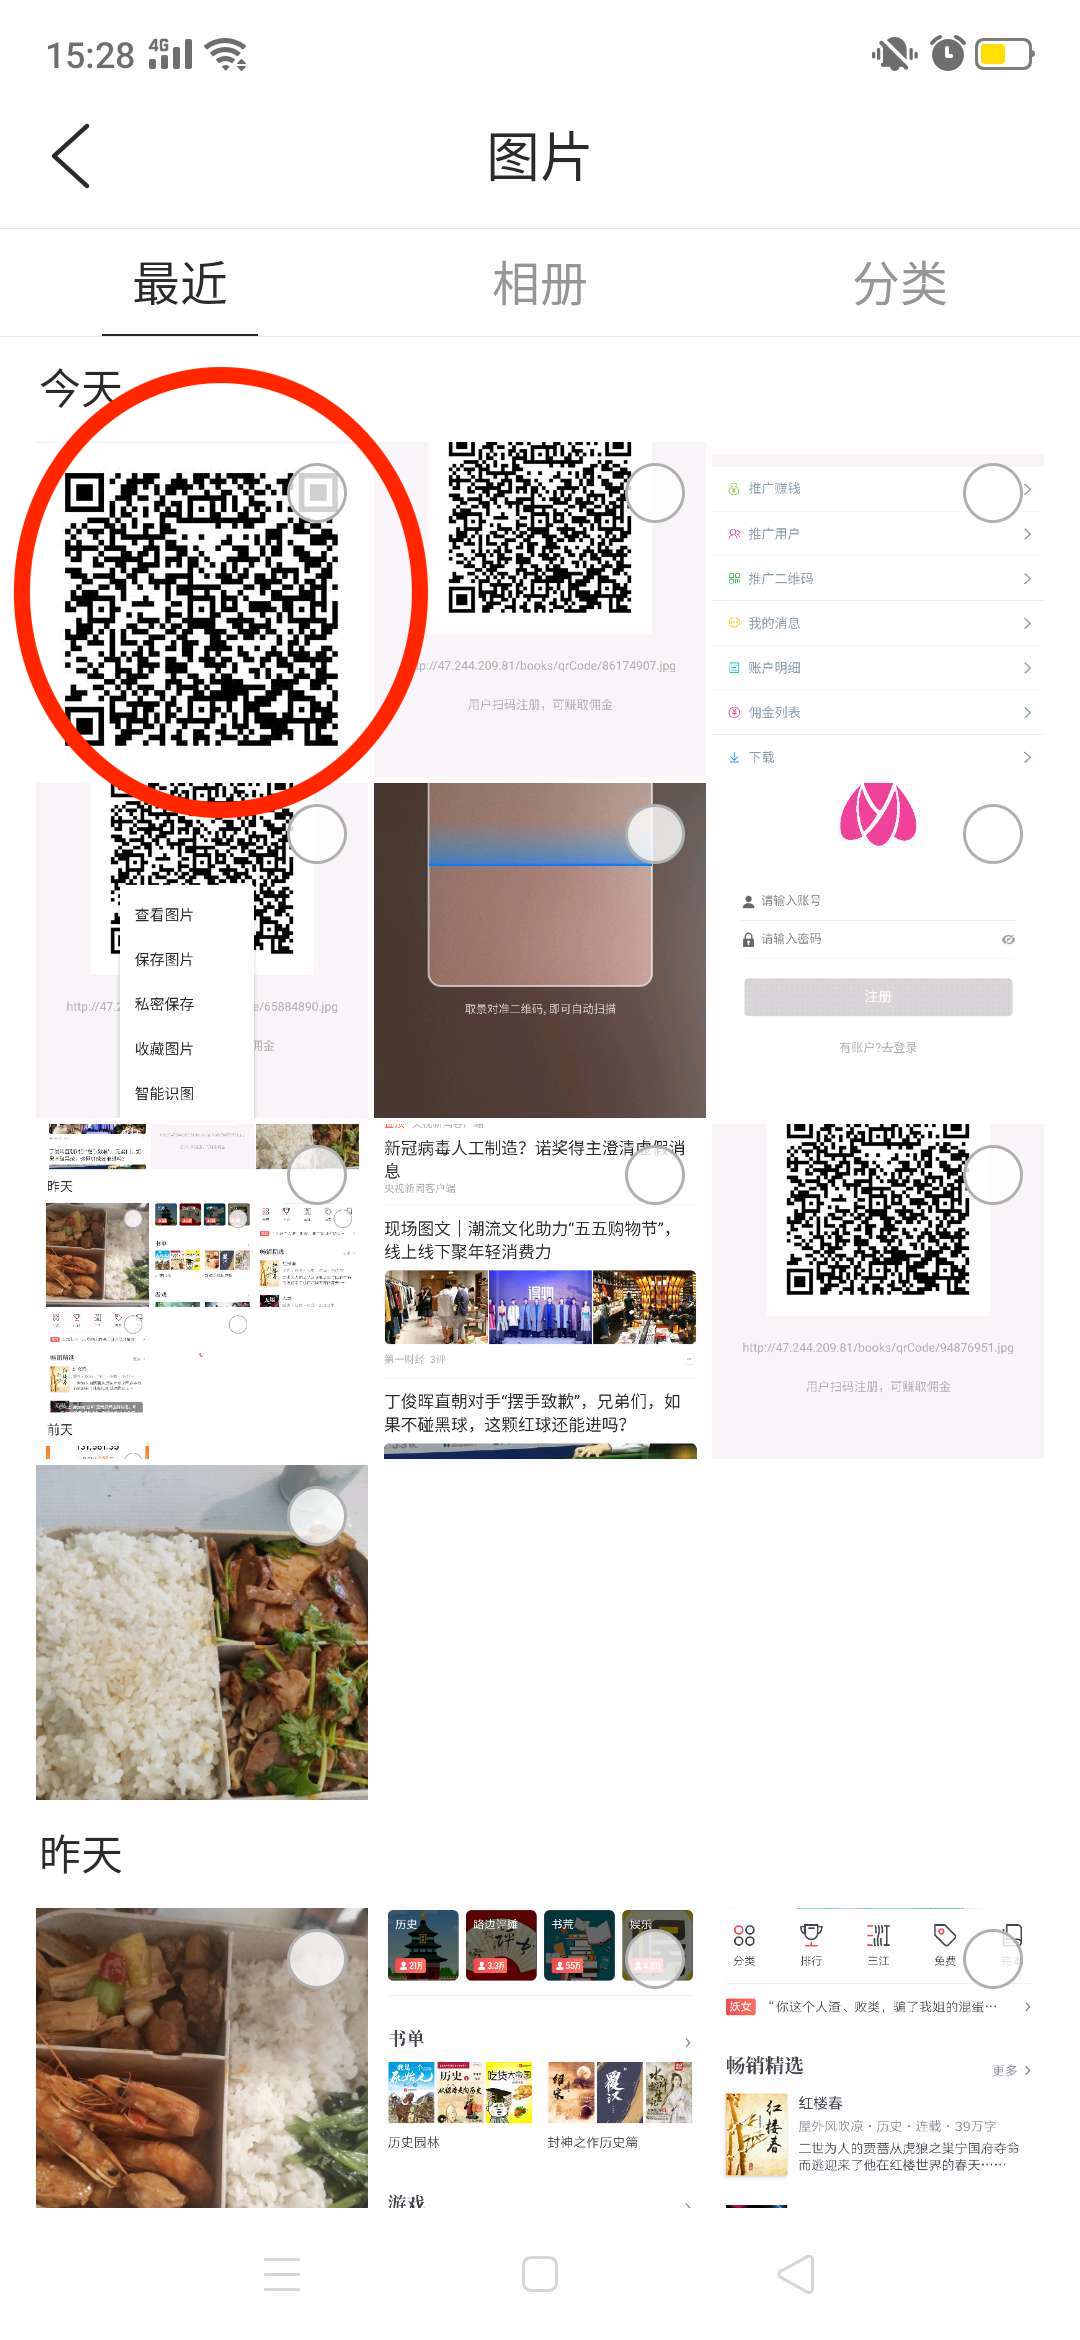 15:28
4G
图片
最近
相册
分类
今天
推广赚钱
推广用户
推广二维码
我的消息
账户明细
佣金列表
下载
p://47.244.209.81/books/qrCode/86174907.jpg
用户扫码注册，可赚取佣金
查看图片
保存图片
私密保存
收藏图片
智能识图
http://47.2
e/65884890.jpg
佣金
取景对准二维码, 即可自动扫描
请输入账号
请输入密码
注册
有账户?去登录
昨天
前天
新冠病毒人工制造？诺奖得主澄清虚假消
息
央视新闻客户端
现场图文｜潮流文化助力“五五购物节”，
线上线下聚年轻消费力
第一财经 3评
丁俊晖直朝对手“摆手致歉”，兄弟们，如
果不碰黑球，这颗红球还能进吗？
http://47.244.209.81/books/qrCode/94876951.jpg
用户扫码注册，可赚取佣金
昨天
历史
路边评摊
书荒
娱乐
21万
3.3万
55万
书单
历史园林
封神之作历史篇
游戏
分类
排行
三江
免费
妖女
“你这个人渣、败类，骗了我姐的混蛋…
畅销精选
更多
红楼春
屋外风吹凉·历史·连载·39万字
二世为人的贾蔷从虎狼之巢宁国府夺命
而逃迎来了他在红楼世界的春天……